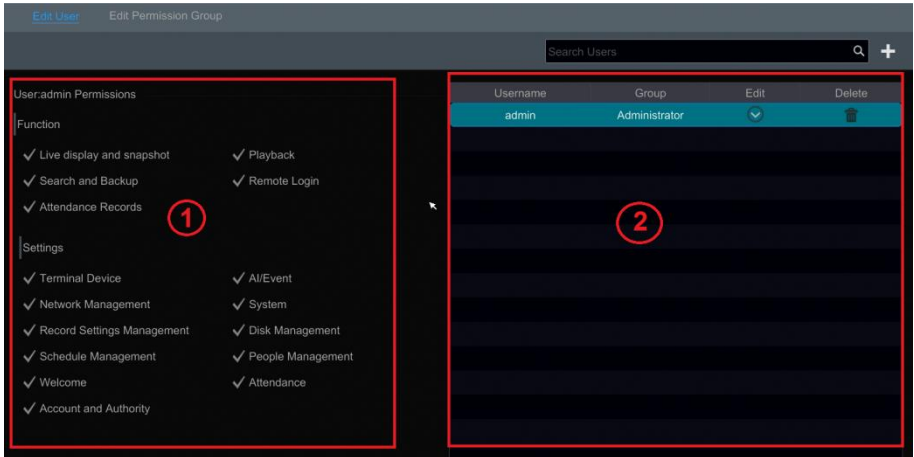 Edit User Edit Permission Group
Search Users
User:admin Permissions
Function
Live display and snapshot Playback
Search and Backup Remote Login
Attendance Records
1
Settings
Terminal Device AI/Event
Network Management System
Record Settings Management Disk Management
Schedule Management People Management
Welcome Attendance
Account and Authority
Username Group Edit Delete
admin Administrator
2